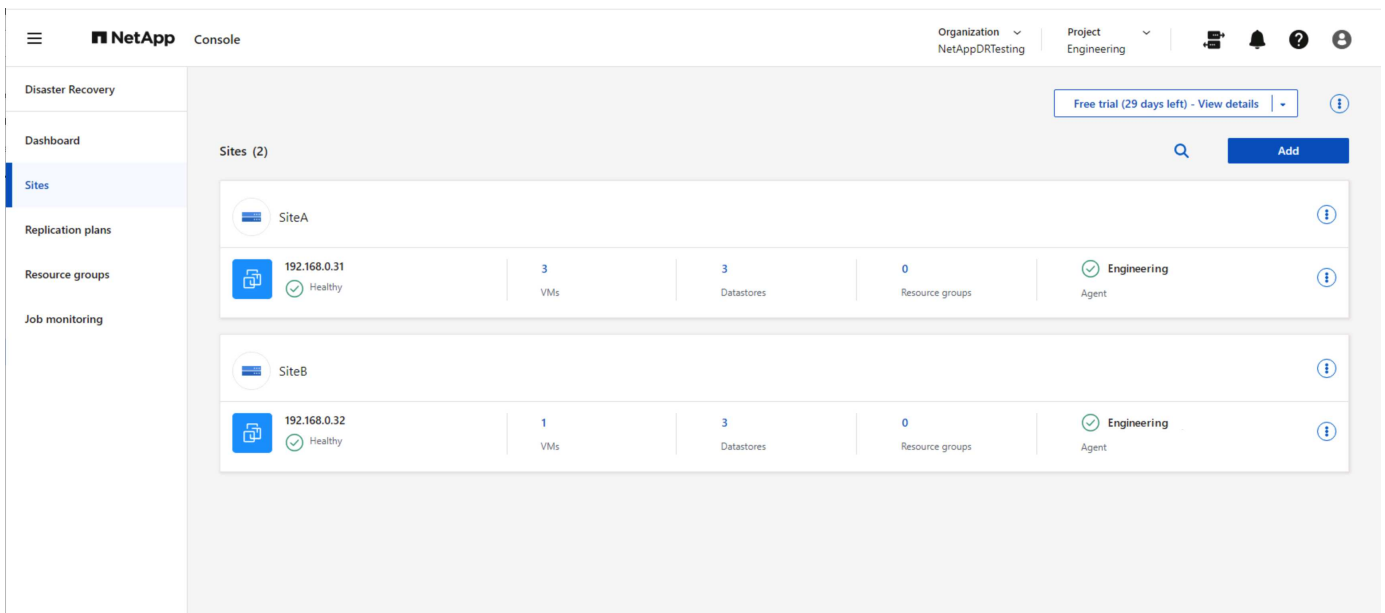 NetApp Console
Organization
NetAppDRTesting
Project
Engineering
Disaster Recovery
Dashboard
Sites
Replication plans
Resource groups
Job monitoring
Free trial (29 days left) - View details
Sites (2)
Add
SiteA
192.168.0.31
Healthy
3
VMs
3
Datastores
0
Resource groups
Engineering
Agent
SiteB
192.168.0.32
Healthy
1
VMs
3
Datastores
0
Resource groups
Engineering
Agent